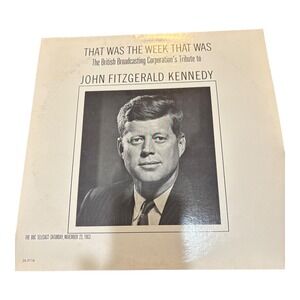 THAT WAS THE WEEK THAT WAS
The British Broadcasting Corporation's Tribute to
JOHN FITZGERALD KENNEDY
THE BBC TELECAST SATURDAY, NOVEMBER 23, 1963